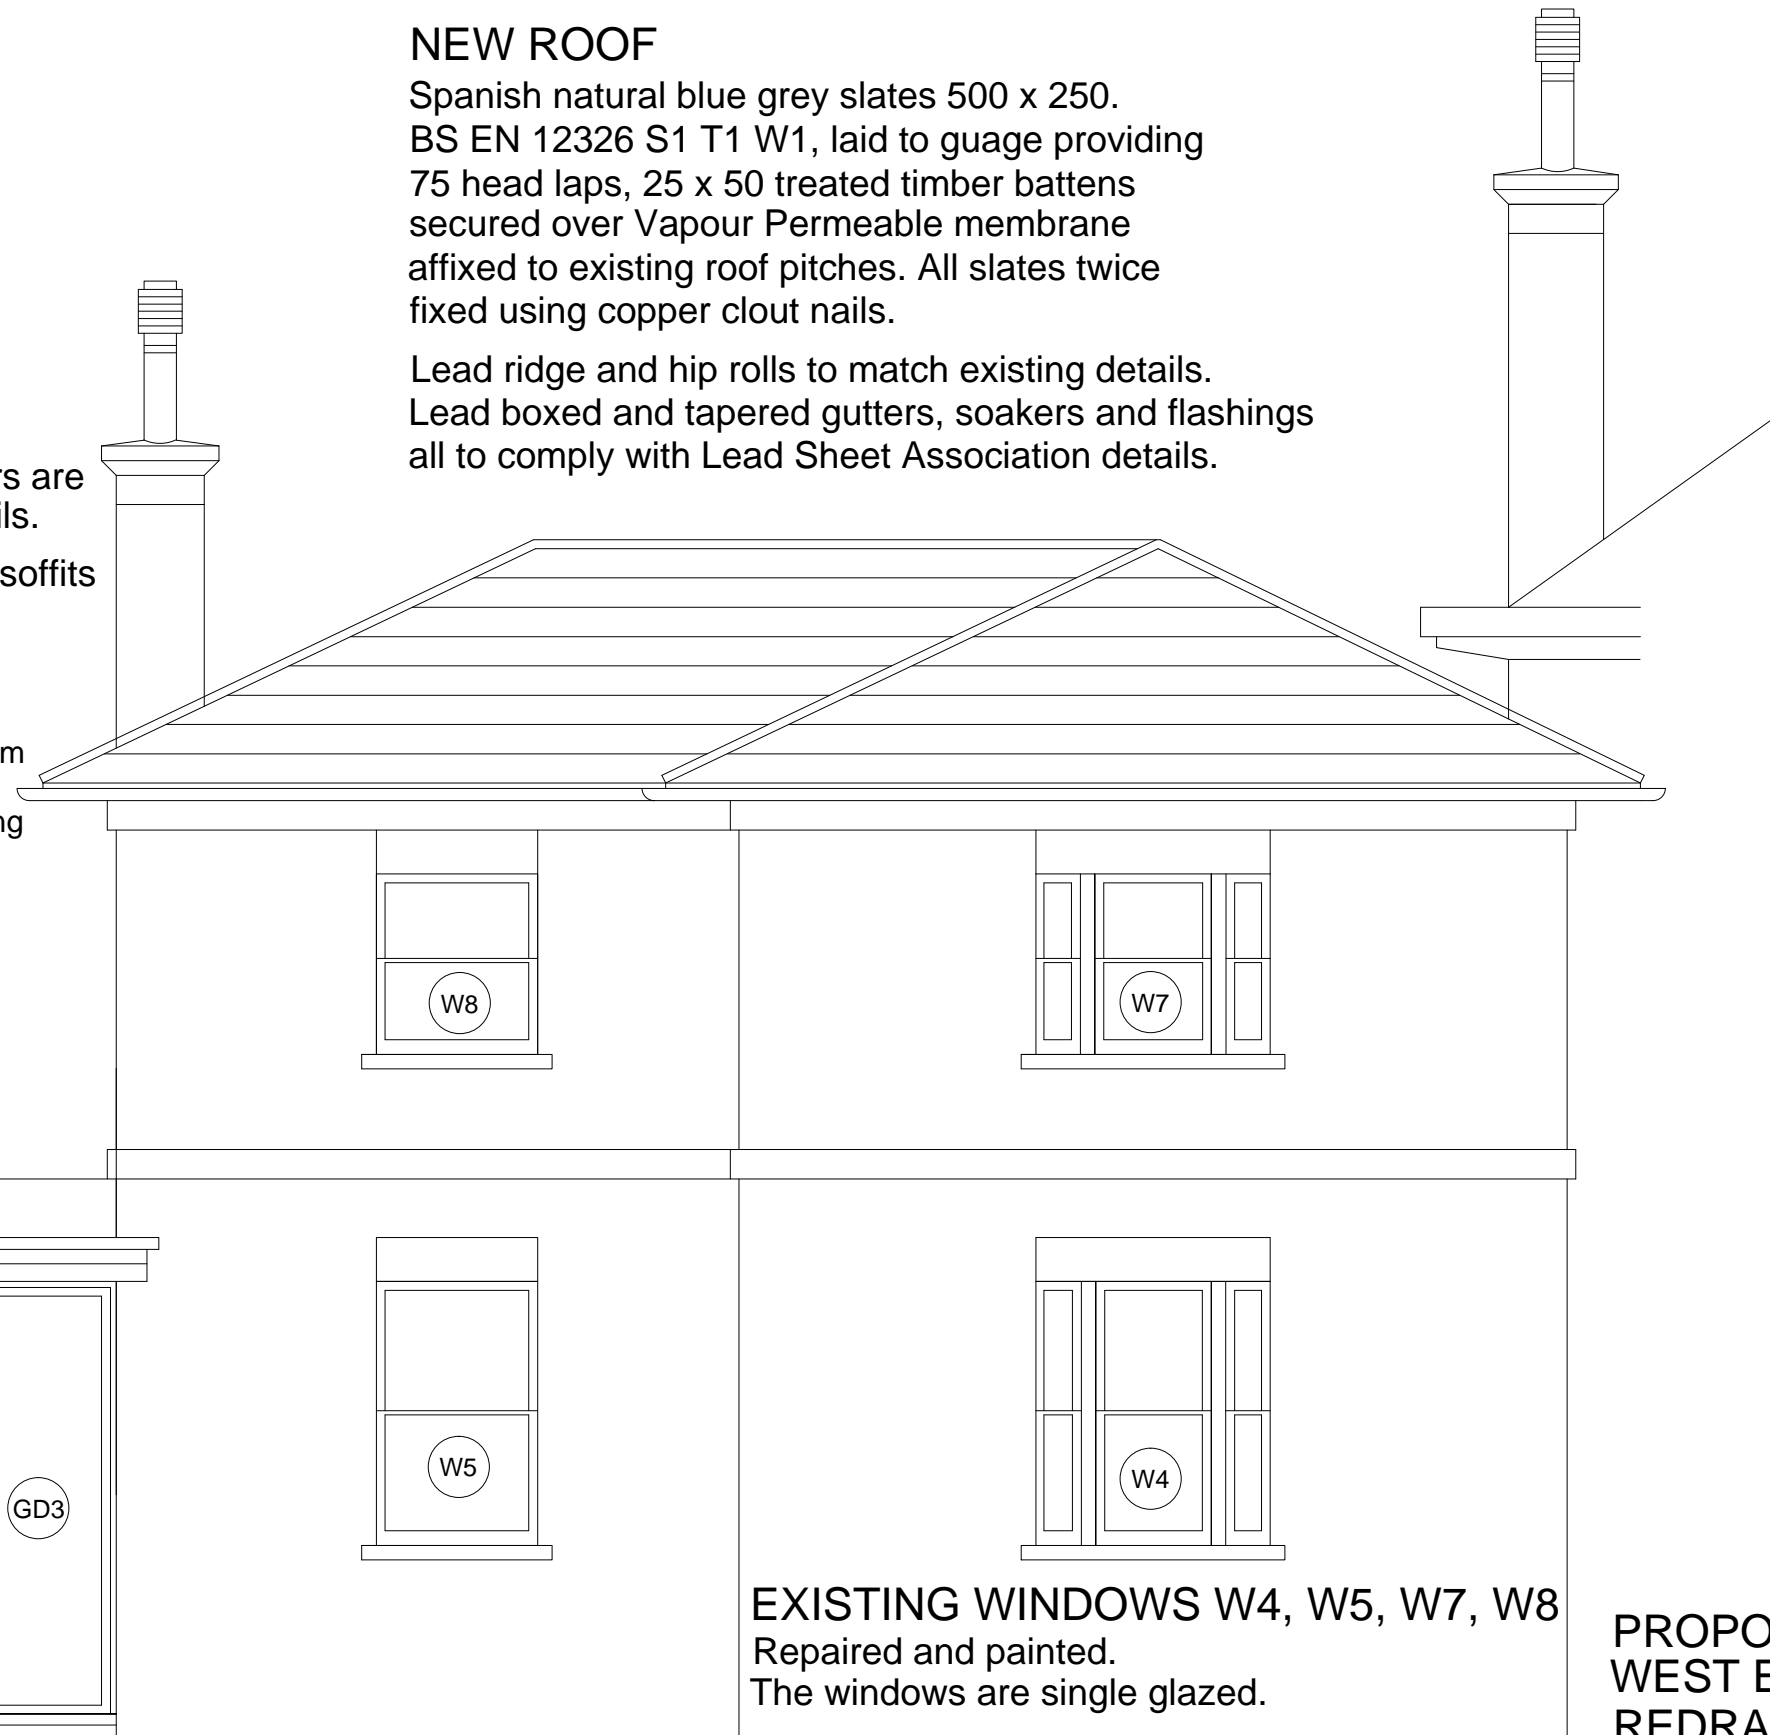 NEW ROOF
Spanish natural blue grey slates 500 x 250.
BS EN 12326 S1 T1 W1, laid to guage providing
75 head laps, 25 x 50 treated timber battens
secured over Vapour Permeable membrane
affixed to existing roof pitches. All slates twice
fixed using copper clout nails.
Lead ridge and hip rolls to match existing details.
Lead boxed and tapered gutters, soakers and flashings
all to comply with Lead Sheet Association details.
are
soffits
W8
W7
W5
W4
GD3
EXISTING WINDOWS W4, W5, W7, W8
Repaired and painted.
The windows are single glazed.
WEST